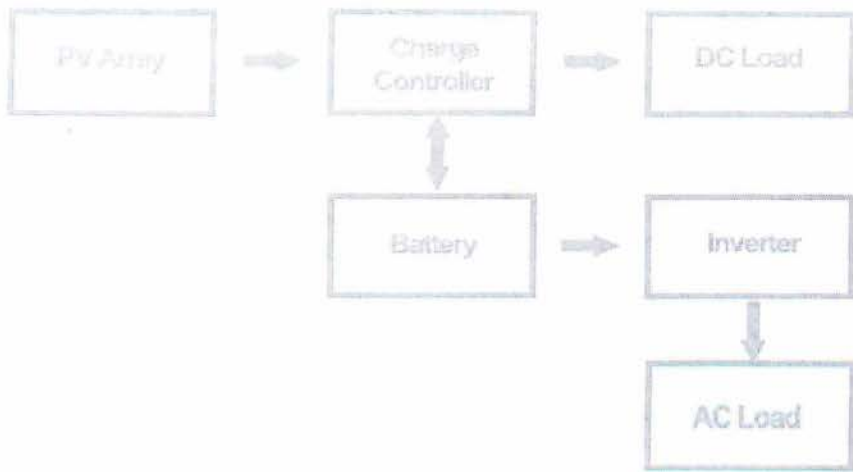 PV Array
Charge
Controller
DC Load
Battery
Inverter
AC Load